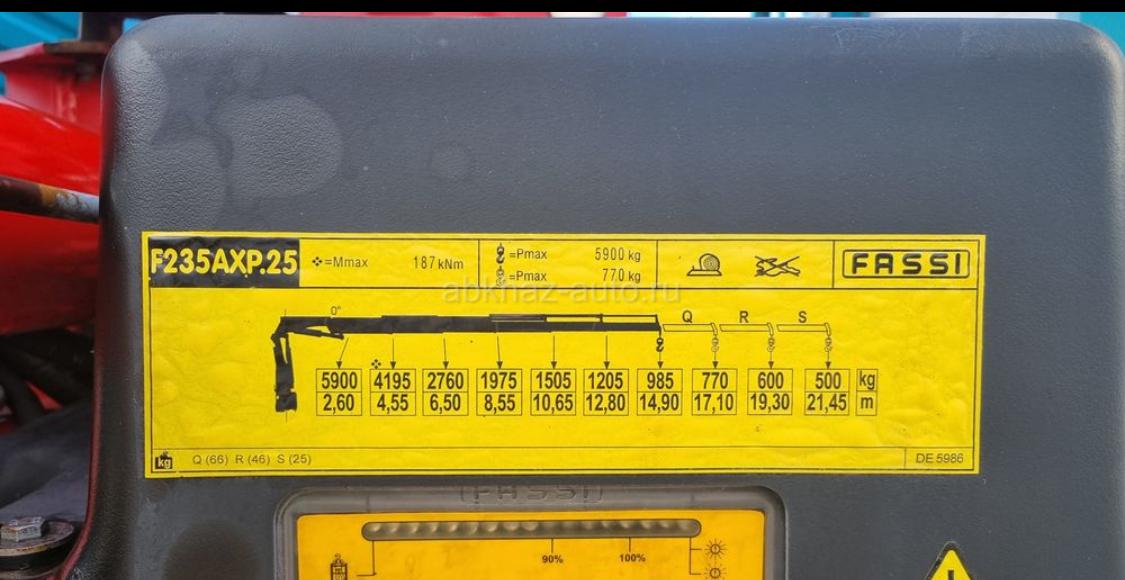 F235AXP.25 =Mmax 187 kNm =Pmax 5900 kg FASSI
=Pmax 770 kg
abkhaz-auto.ru
0° Q R S
5900 4195 2760 1975 1505 1205 985 770 600 500 kg
2,60 4,55 6,50 8,55 10,65 12,80 14,90 17,10 19,30 21,45 m
kg Q (66) R (46) S (25) DE 5986
FASSI
90% 100%